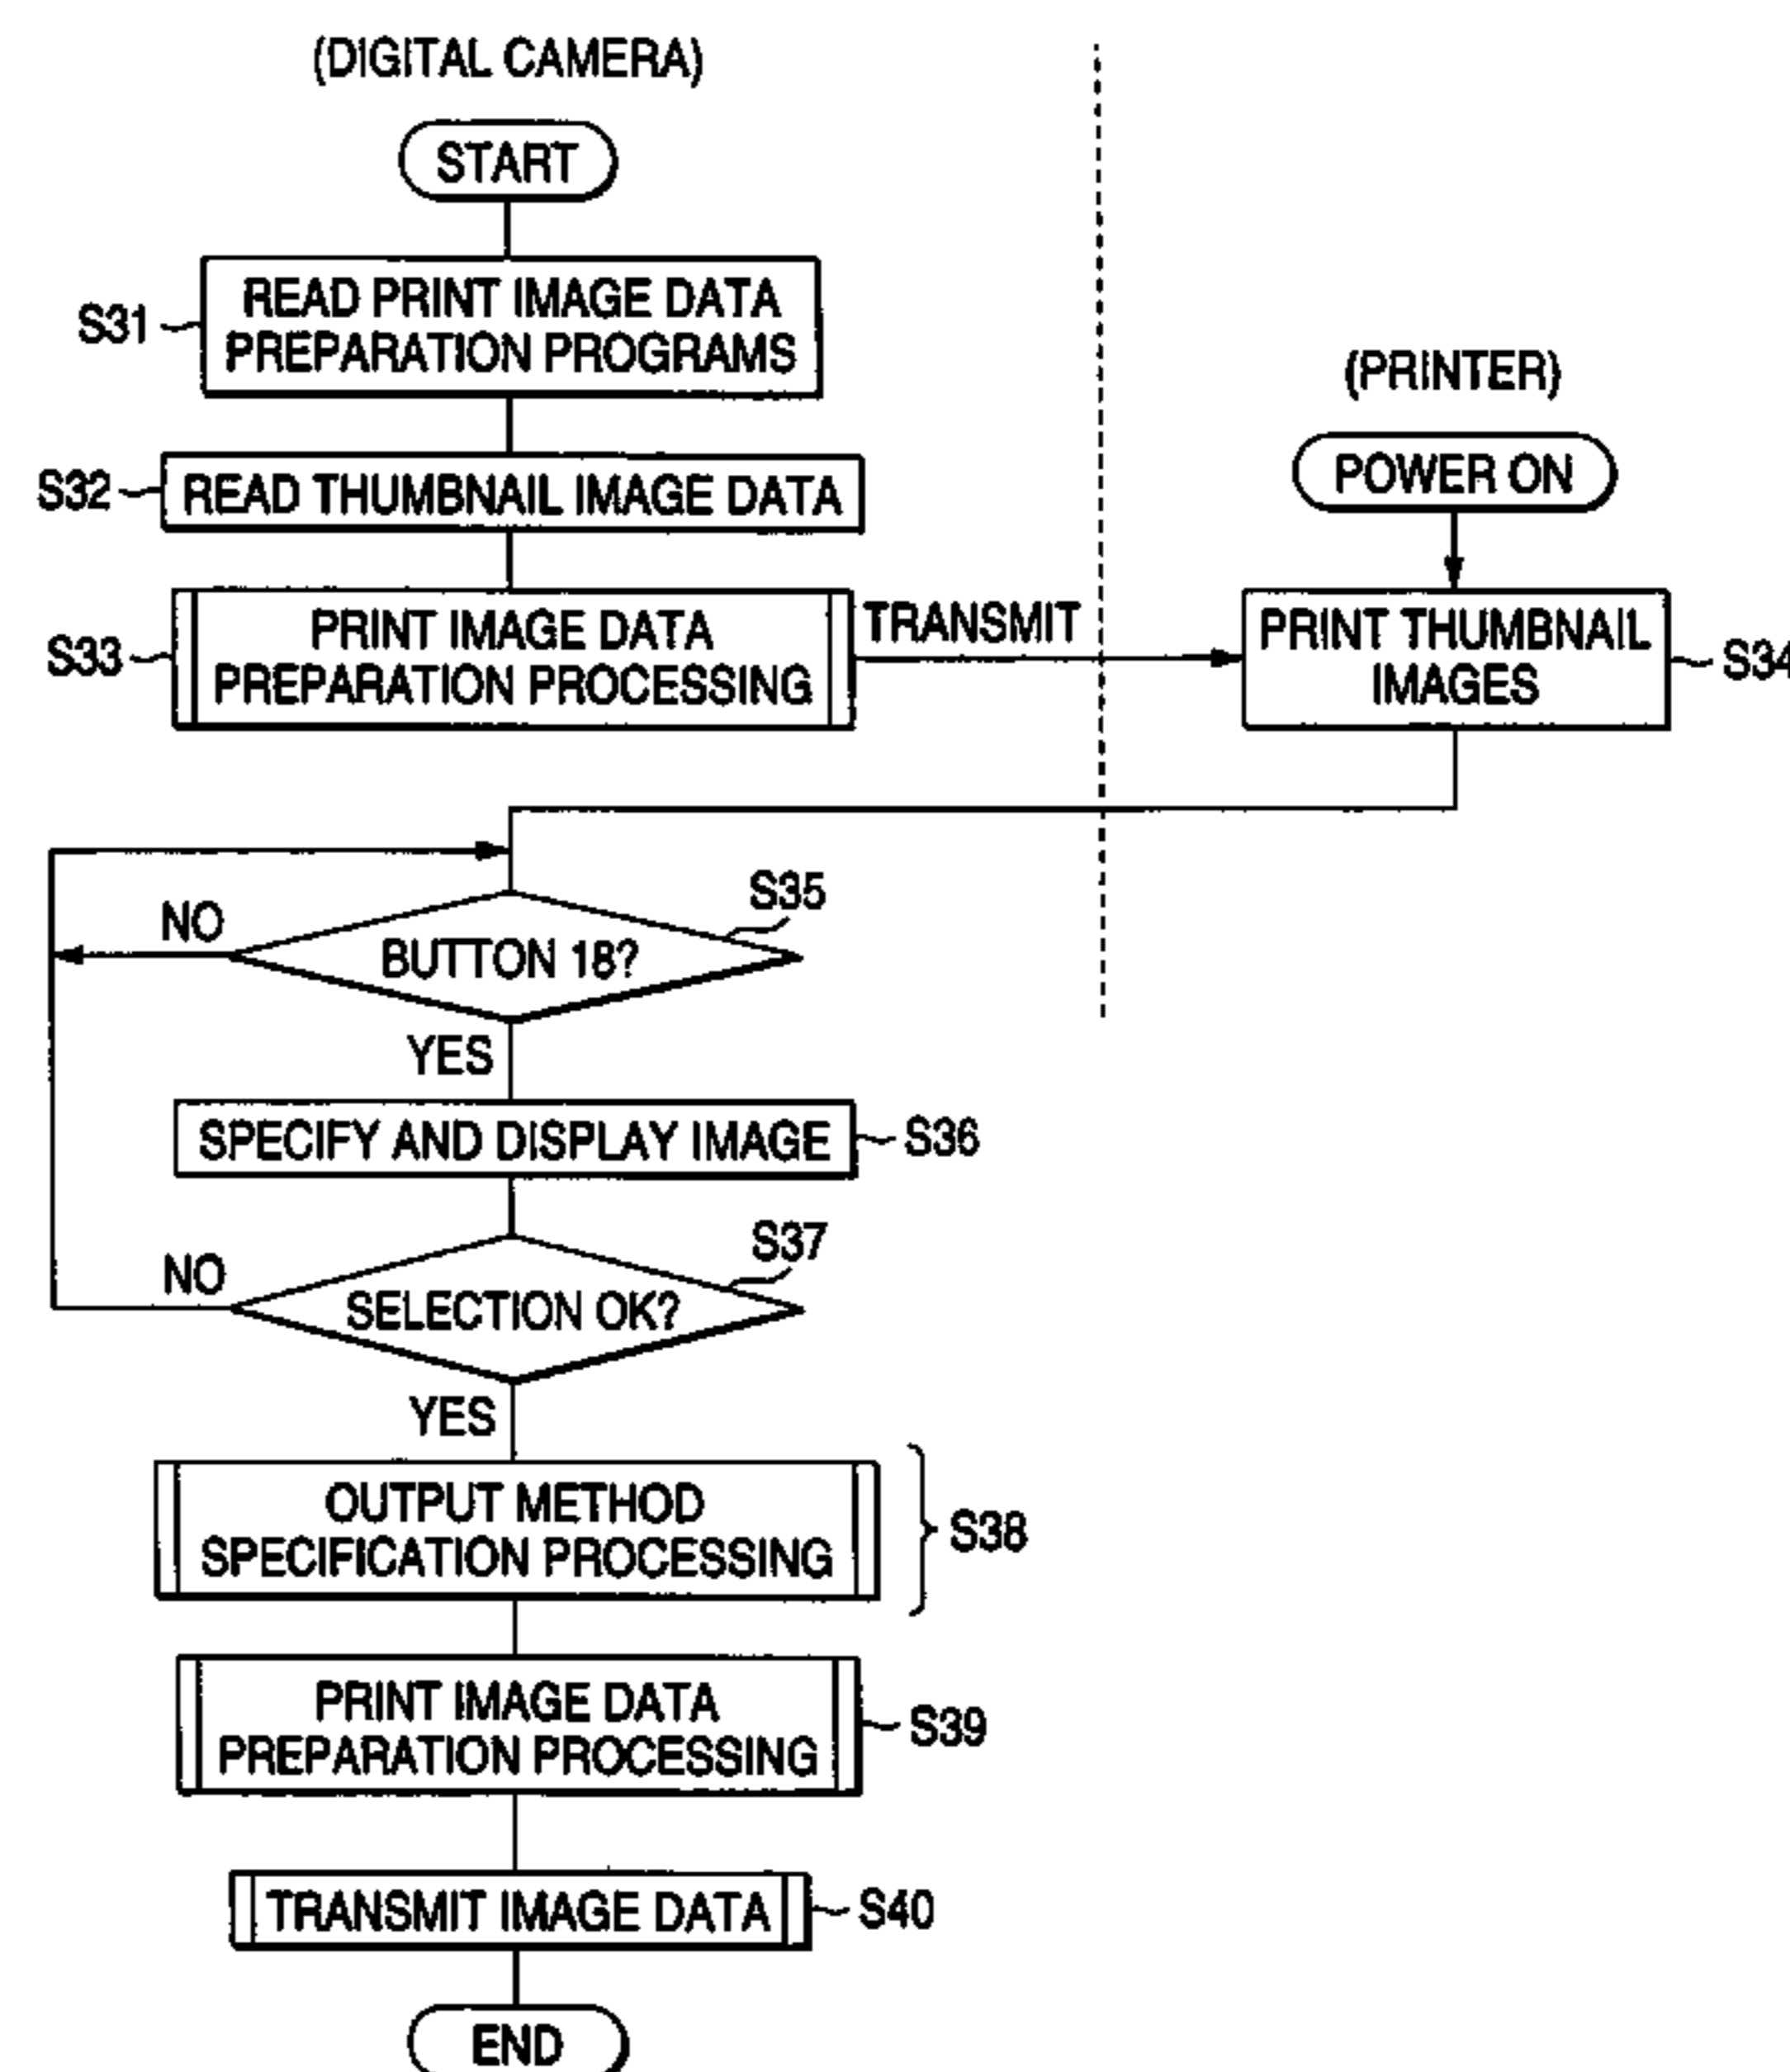 (DIGITAL CAMERA)
START
S31
READ PRINT IMAGE DATA
PREPARATION PROGRAMS
S32
READ THUMBNAIL IMAGE DATA
S33
PRINT IMAGE DATA
PREPARATION PROCESSING
TRANSMIT
(PRINTER)
POWER ON
PRINT THUMBNAIL
IMAGES
S34
S35
NO
BUTTON 18?
YES
SPECIFY AND DISPLAY IMAGE
S36
S37
NO
SELECTION OK?
YES
OUTPUT METHOD
SPECIFICATION PROCESSING
S38
PRINT IMAGE DATA
PREPARATION PROCESSING
S39
TRANSMIT IMAGE DATA
S40
END